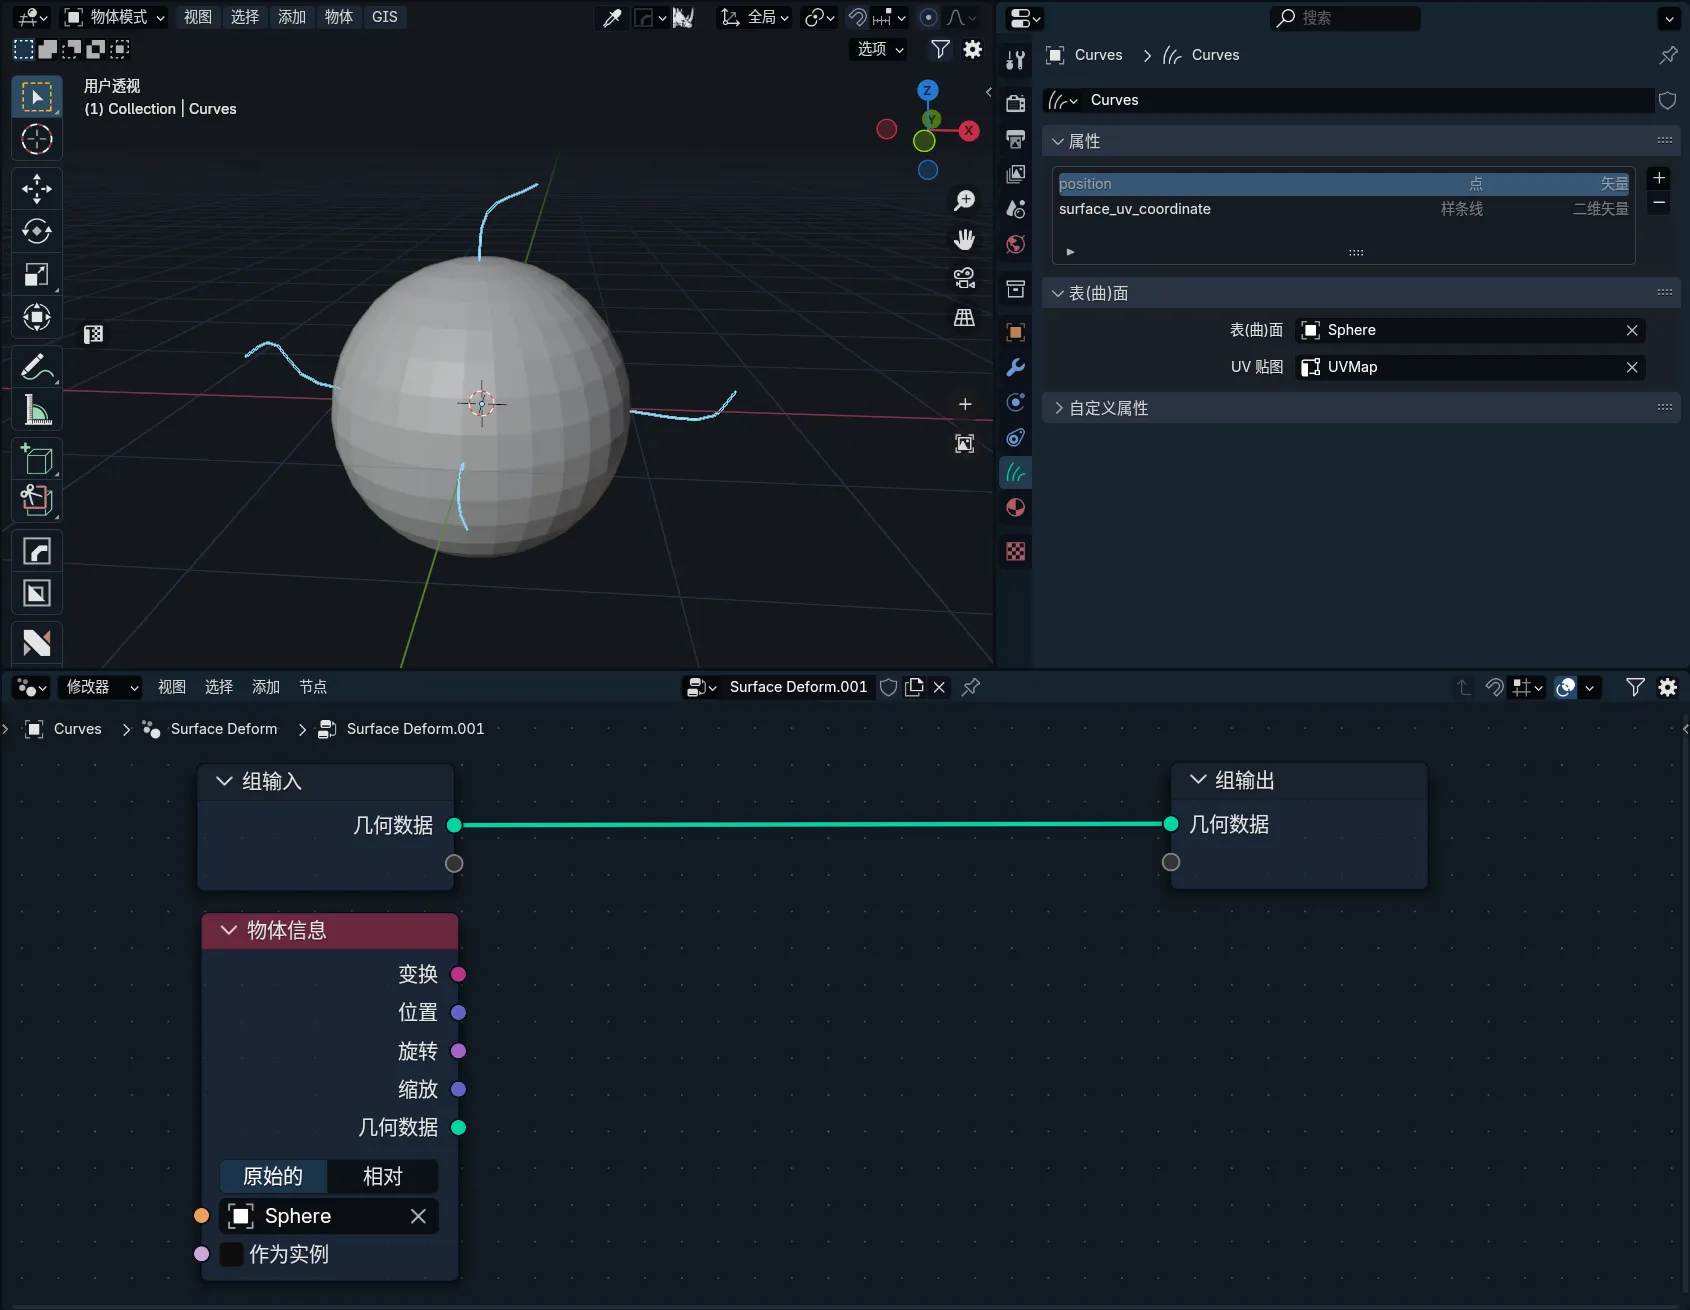 物体模式 视图 选择 添加 物体 GIS 全局
选项
用户透视
(1) Collection | Curves
Z
Y
X
搜索
Curves Curves
Curves
属性
position 点 矢量
surface_uv_coordinate 样条线 二维矢量
表(曲)面
表(曲)面 Sphere
UV 贴图 UVMap
自定义属性
修改器 视图 选择 添加 节点 Surface Deform.001
Curves Surface Deform Surface Deform.001
组输入
几何数据
组输出
几何数据
物体信息
变换
位置
旋转
缩放
几何数据
原始的 相对
Sphere
作为实例